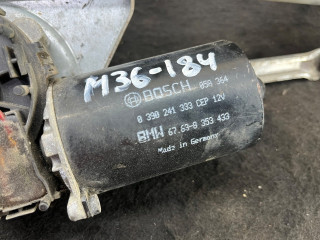 M36-184
BOSCH 858 364
0 390 241 333 CEP 12V
BMW 67.63-8 353 433
Made in Germany